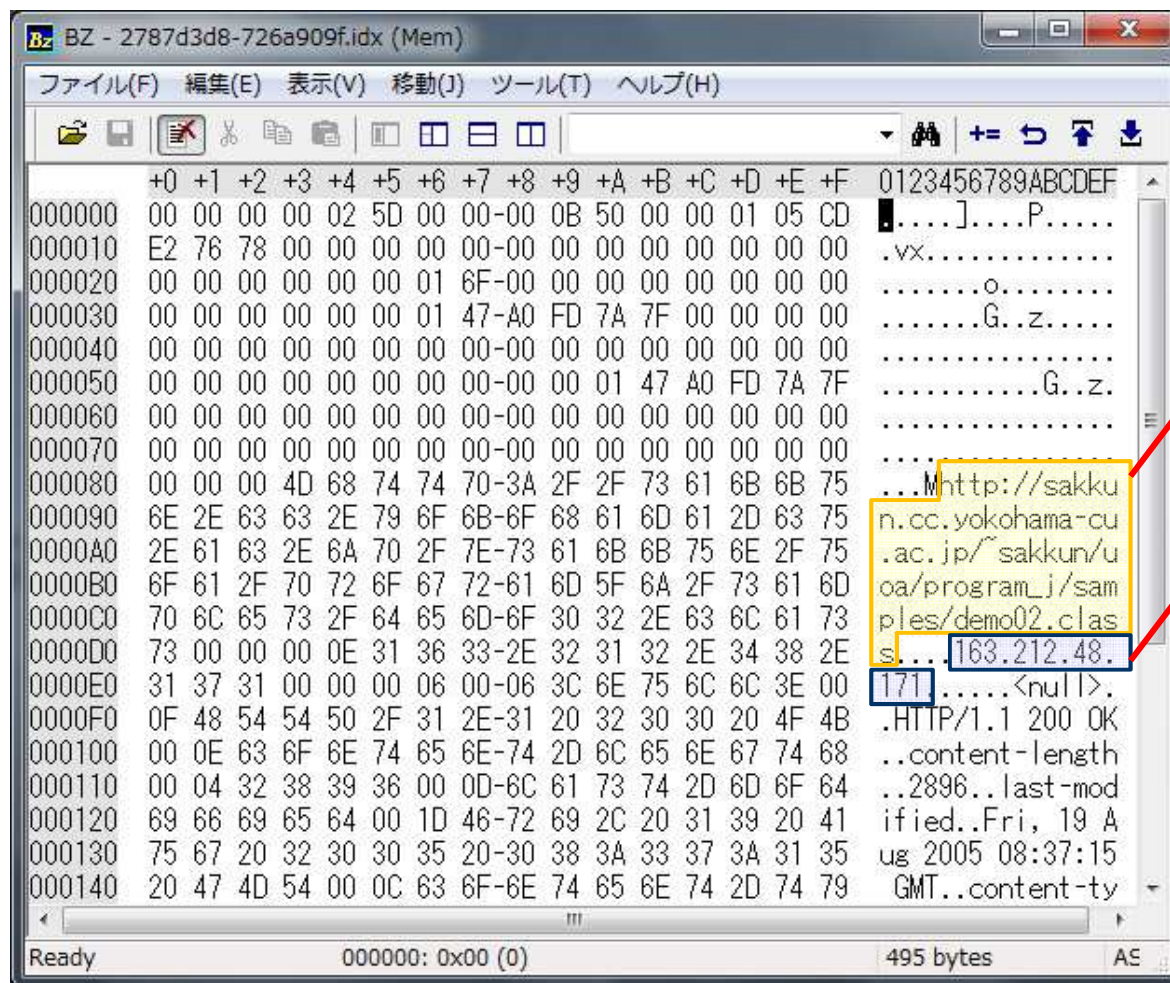 BZ - 2787d3d8-726a909f.idx (Mem)
ファイル(F) 編集(E) 表示(V) 移動(J) ツール(T) ヘルプ(H)
+0 +1 +2 +3 +4 +5 +6 +7 +8 +9 +A +B +C +D +E +F 0123456789ABCDEF
000000 00 00 00 00 02 5D 00 00-00 0B 50 00 00 01 05 CD .....]....P.....
000010 E2 76 78 00 00 00 00 00-00 00 00 00 00 00 00 00 .vx.............
000020 00 00 00 00 00 00 01 6F-00 00 00 00 00 00 00 00 .......o........
000030 00 00 00 00 00 00 01 47-A0 FD 7A 7F 00 00 00 00 .......G..z.....
000040 00 00 00 00 00 00 00 00-00 00 00 00 00 00 00 00 ................
000050 00 00 00 00 00 00 00 00-00 00 01 47 A0 FD 7A 7F ...........G..z.
000060 00 00 00 00 00 00 00 00-00 00 00 00 00 00 00 00 ................
000070 00 00 00 00 00 00 00 00-00 00 00 00 00 00 00 00 ................
000080 00 00 00 4D 68 74 74 70-3A 2F 2F 73 61 6B 6B 75 ...Mhttp://sakku
000090 6E 2E 63 63 2E 79 6F 6B-6F 68 61 6D 61 2D 63 75 n.cc.yokohama-cu
0000A0 2E 61 63 2E 6A 70 2F 7E-73 61 6B 6B 75 6E 2F 75 .ac.jp/~sakkun/u
0000B0 6F 61 2F 70 72 6F 67 72-61 6D 5F 6A 2F 73 61 6D oa/program_j/sam
0000C0 70 6C 65 73 2F 64 65 6D-6F 30 32 2E 63 6C 61 73 ples/demo02.clas
0000D0 73 00 00 00 0E 31 36 33-2E 32 31 32 2E 34 38 2E s....163.212.48.
0000E0 31 37 31 00 00 00 06 00-06 3C 6E 75 6C 6C 3E 00 171......<null>.
0000F0 0F 48 54 54 50 2F 31 2E-31 20 32 30 30 20 4F 4B .HTTP/1.1 200 OK
000100 00 0E 63 6F 6E 74 65 6E-74 2D 6C 65 6E 67 74 68 ..content-length
000110 00 04 32 38 39 36 00 0D-6C 61 73 74 2D 6D 6F 64 ..2896..last-mod
000120 69 66 69 65 64 00 1D 46-72 69 2C 20 31 39 20 41 ified..Fri, 19 A
000130 75 67 20 32 30 30 35 20-30 38 3A 33 37 3A 31 35 ug 2005 08:37:15
000140 20 47 4D 54 00 0C 63 6F-6E 74 65 6E 74 2D 74 79 GMT..content-ty
Ready 000000: 0x00 (0) 495 bytes AS